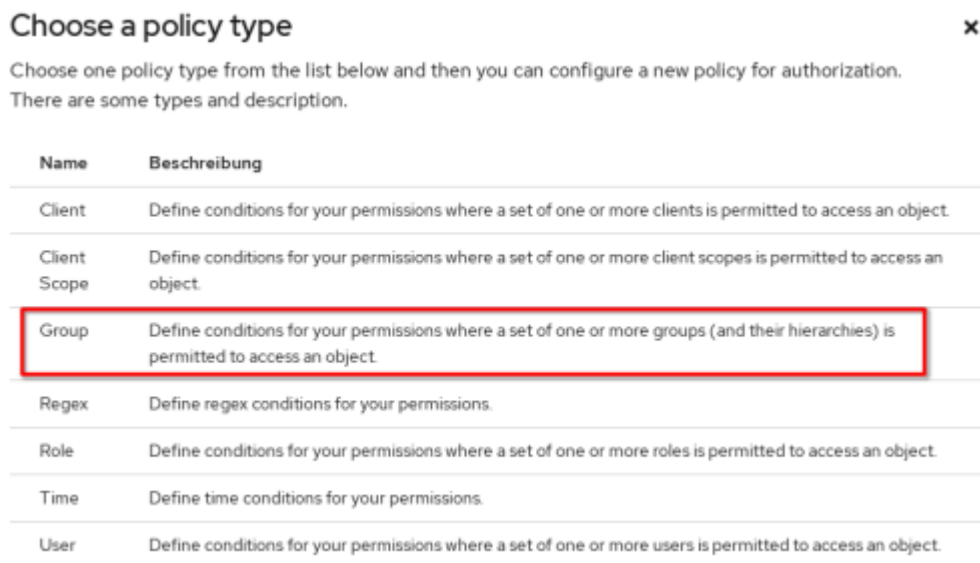 Choose a policy type
Choose one policy type from the list below and then you can configure a new policy for authorization.
There are some types and description.
Name Beschreibung
Client Define conditions for your permissions where a set of one or more clients is permitted to access an object.
Client Define conditions for your permissions where a set of one or more client scopes is permitted to access an
Scope object.
Group Define conditions for your permissions where a set of one or more groups (and their hierarchies) is
permitted to access an object.
Regex Define regex conditions for your permissions.
Role Define conditions for your permissions where a set of one or more roles is permitted to access an object.
Time Define time conditions for your permissions.
User Define conditions for your permissions where a set of one or more users is permitted to access an object.